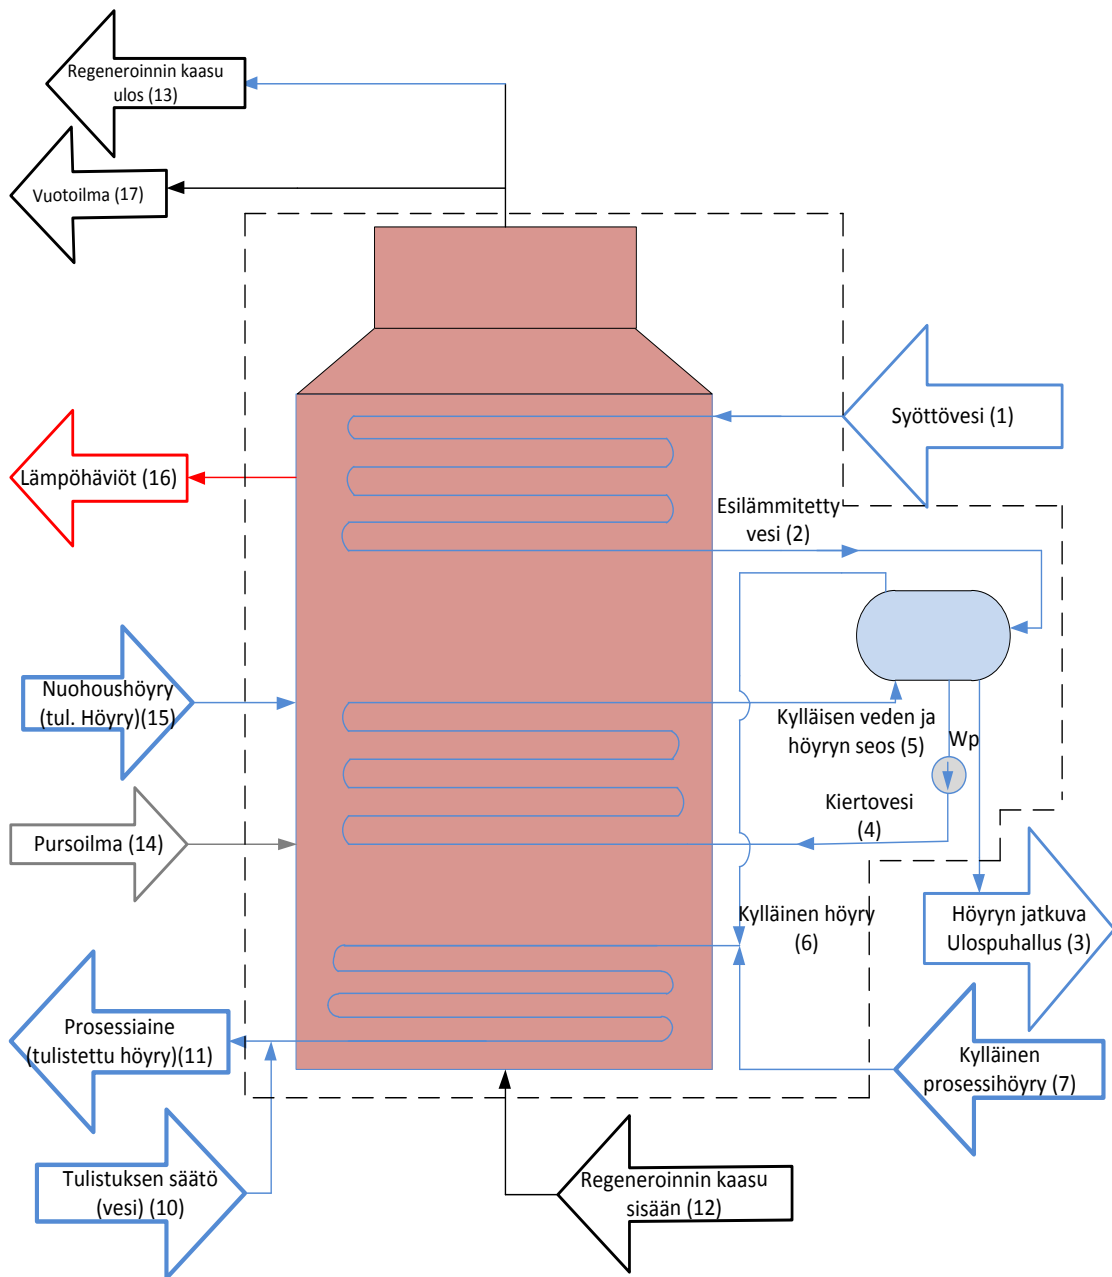 Regeneroinnin kaasu
ulos (13)
Vuotoilma (17)
Syöttövesi (1)
Lämpöhäviöt (16)
Esilämmitetty
vesi (2)
Nuohoushöyry
(tul. Höyry)(15)
Kylläisen veden ja
höyryn seos (5)
Wp
Kiertovesi
(4)
Pursoilma (14)
Kylläinen höyry
(6)
Höyryn jatkuva
Ulospuhallus (3)
Prosessiaine
(tulistettu höyry)(11)
Kylläinen
prosessihöyry (7)
Tulistuksen säätö
(vesi) (10)
Regeneroinnin kaasu
sisään (12)